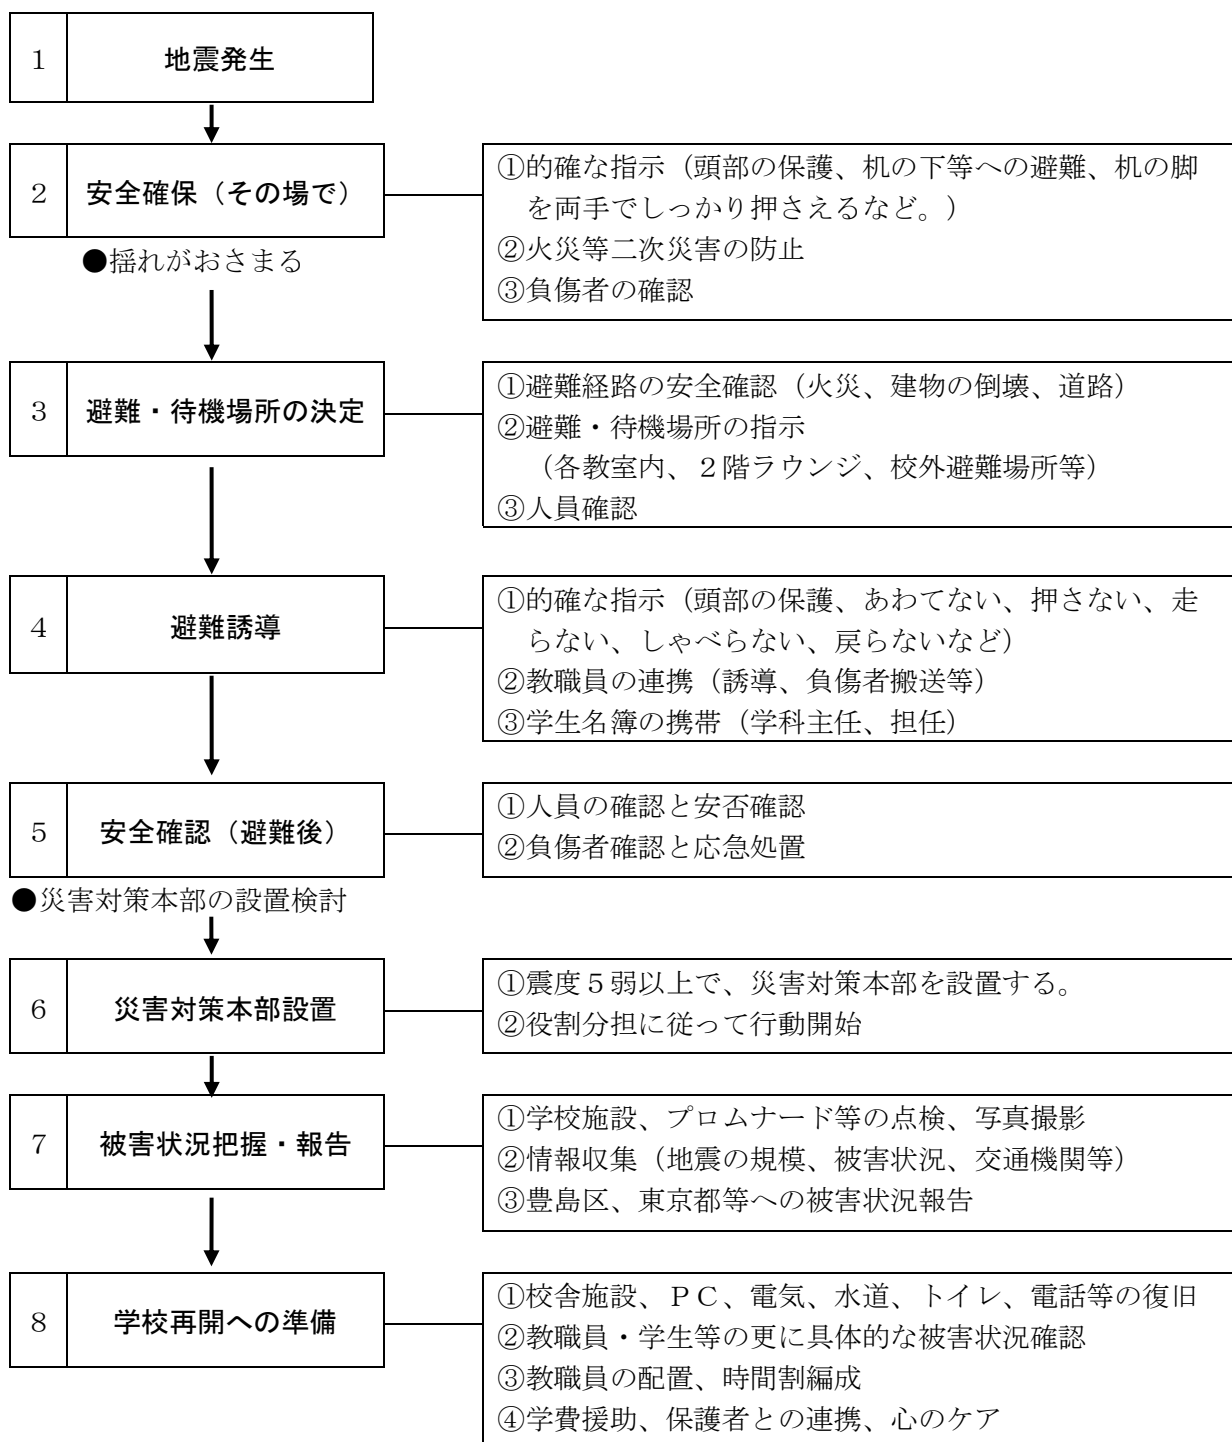 1 地震発生
2 安全確保(その場で)
①的確な指示(頭部の保護、机の下等への避難、机の脚
を両手でしっかり押さえるなど。)
②火災等二次災害の防止
③負傷者の確認
●揺れがおさまる
3 避難・待機場所の決定
①避難経路の安全確認(火災、建物の倒壊、道路)
②避難・待機場所の指示
(各教室内、2階ラウンジ、校外避難場所等)
③人員確認
4 避難誘導
①的確な指示(頭部の保護、あわてない、押さない、走
らない、しゃべらない、戻らないなど)
②教職員の連携(誘導、負傷者搬送等)
③学生名簿の携帯(学科主任、担任)
5 安全確認(避難後)
①人員の確認と安否確認
②負傷者確認と応急処置
●災害対策本部の設置検討
6 災害対策本部設置
①震度5弱以上で、災害対策本部を設置する。
②役割分担に従って行動開始
7 被害状況把握・報告
①学校施設、プロムナード等の点検、写真撮影
②情報収集(地震の規模、被害状況、交通機関等)
③豊島区、東京都等への被害状況報告
8 学校再開への準備
①校舎施設、PC、電気、水道、トイレ、電話等の復旧
②教職員・学生等の更に具体的な被害状況確認
③教職員の配置、時間割編成
④学費援助、保護者との連携、心のケア